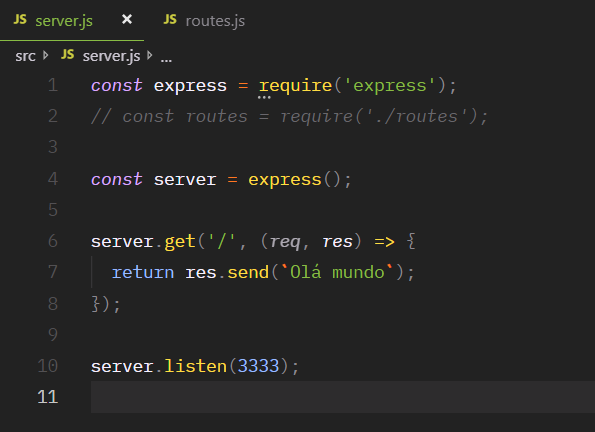 JS server.js × JS routes.js
src > JS server.js > ...
1 const express = require('express');
2 // const routes = require('./routes');
3
4 const server = express();
5
6 server.get('/', (req, res) => {
7   return res.send(`Olá mundo`);
8 });
9
10 server.listen(3333);
11